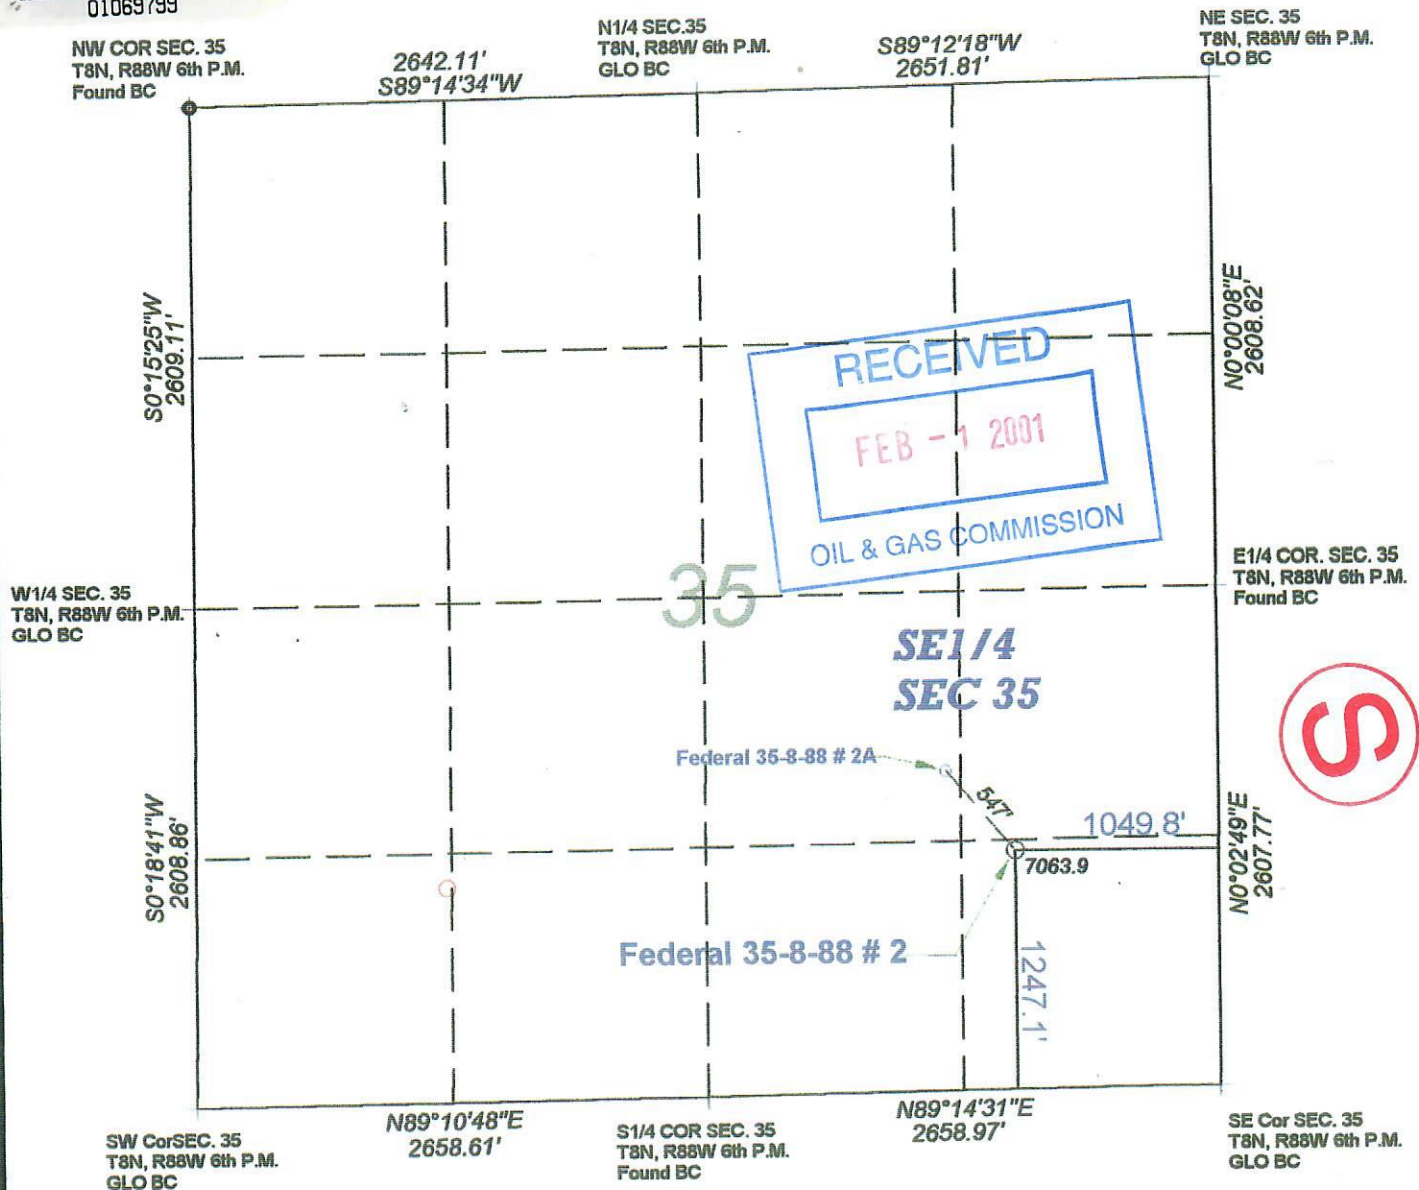 01069799
NW COR SEC. 35
T8N, R88W 6th P.M.
Found BC
2642.11'
S89°14'34"W
N1/4 SEC.35
T8N, R88W 6th P.M.
GLO BC
S89°12'18"W
2651.81'
NE SEC. 35
T8N, R88W 6th P.M.
GLO BC
S0°15'25"W
2609.11'
N0°00'08"E
2608.62'
RECEIVED
FEB - 1 2001
OIL & GAS COMMISSION
W1/4 SEC. 35
T8N, R88W 6th P.M.
GLO BC
35
E1/4 COR. SEC. 35
T8N, R88W 6th P.M.
Found BC
SE1/4
SEC 35
S
Federal 35-8-88 # 2A
547'
1049.8'
7063.9
S0°18'41"W
2608.86'
N0°02'49"E
2607.77'
Federal 35-8-88 # 2
1247.1'
SW CorSEC. 35
T8N, R88W 6th P.M.
GLO BC
N89°10'48"E
2658.61'
S1/4 COR SEC. 35
T8N, R88W 6th P.M.
Found BC
N89°14'31"E
2658.97'
SE Cor SEC. 35
T8N, R88W 6th P.M.
GLO BC